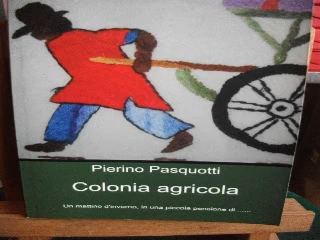 Pierino Pasquotti
Colonia agricola
Un mattino d'inverno, in una piccola pensione di ......